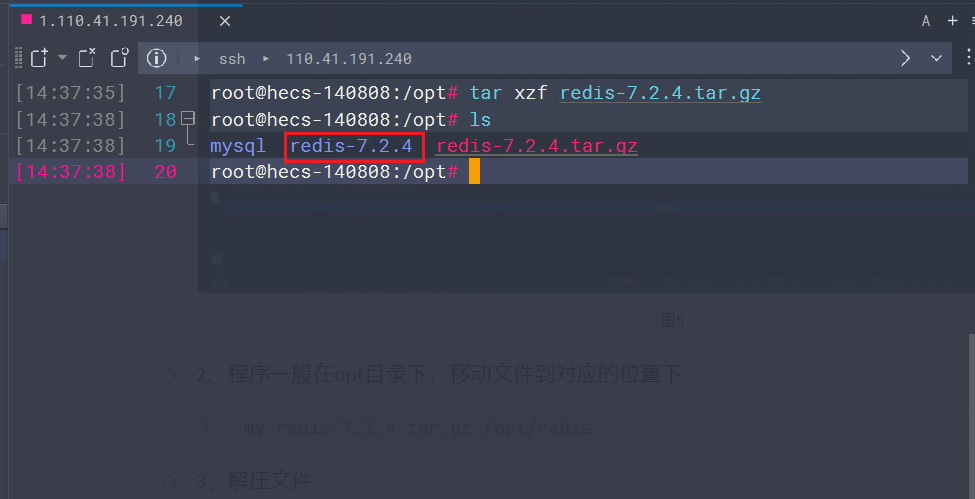 1.110.41.191.240
A
ssh 110.41.191.240
[14:37:35] 17 root@hecs-140808:/opt# tar xzf redis-7.2.4.tar.gz
[14:37:38] 18 root@hecs-140808:/opt# ls
[14:37:38] 19 mysql redis-7.2.4 redis-7.2.4.tar.gz
[14:37:38] 20 root@hecs-140808:/opt#
图5
2、程序一般在opt目录下，移动文件到对应的位置下
1 mv redis-7.2.4.tar.gz /opt/redis
3、解压文件